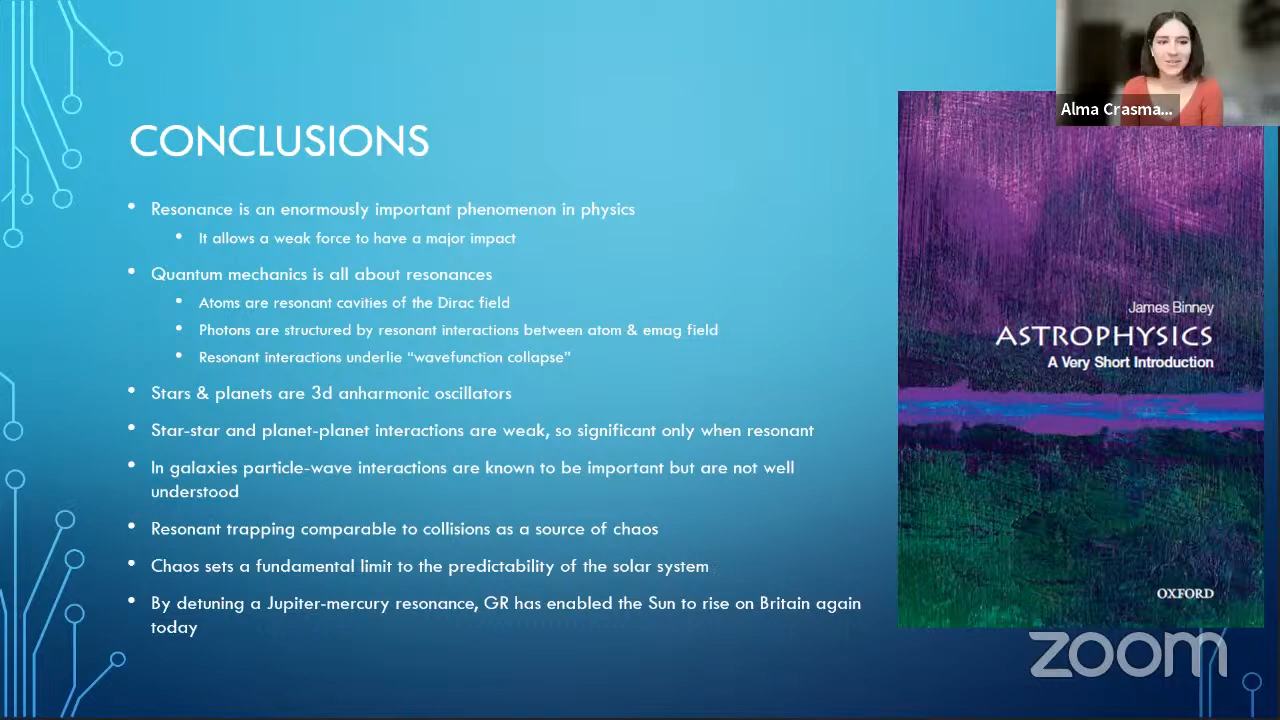 Alma Crasma...
CONCLUSIONS
• Resonance is an enormously important phenomenon in physics
• It allows a weak force to have a major impact
• Quantum mechanics is all about resonances
• Atoms are resonant cavities of the Dirac field
• Photons are structured by resonant interactions between atom & emag field
• Resonant interactions underlie “wavefunction collapse”
• Stars & planets are 3d anharmonic oscillators
• Star-star and planet-planet interactions are weak, so significant only when resonant
• In galaxies particle-wave interactions are known to be important but are not well
understood
• Resonant trapping comparable to collisions as a source of chaos
• Chaos sets a fundamental limit to the predictability of the solar system
• By detuning a Jupiter-mercury resonance, GR has enabled the Sun to rise on Britain again
today
James Binney
ASTROPHYSICS
A Very Short Introduction
OXFORD
zoom